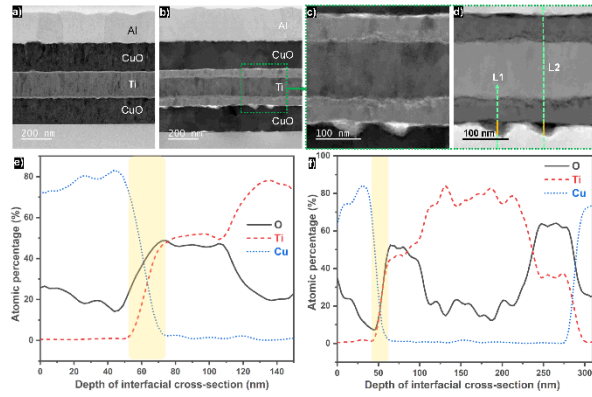 a)
Al
CuO
Ti
CuO
200 nm
b)
Al
CuO
Ti
CuO
200 nm
c)
100 nm
d)
L1
L2
100 nm
e)
O
Ti
Cu
Atomic percentage (%)
80
60
40
20
0
0 20 40 60 80 100 120 140
Depth of interfacial cross-section (nm)
f)
O
Ti
Cu
Atomic percentage (%)
100
80
60
40
20
0
0 50 100 150 200 250 300
Depth of interfacial cross-section (nm)